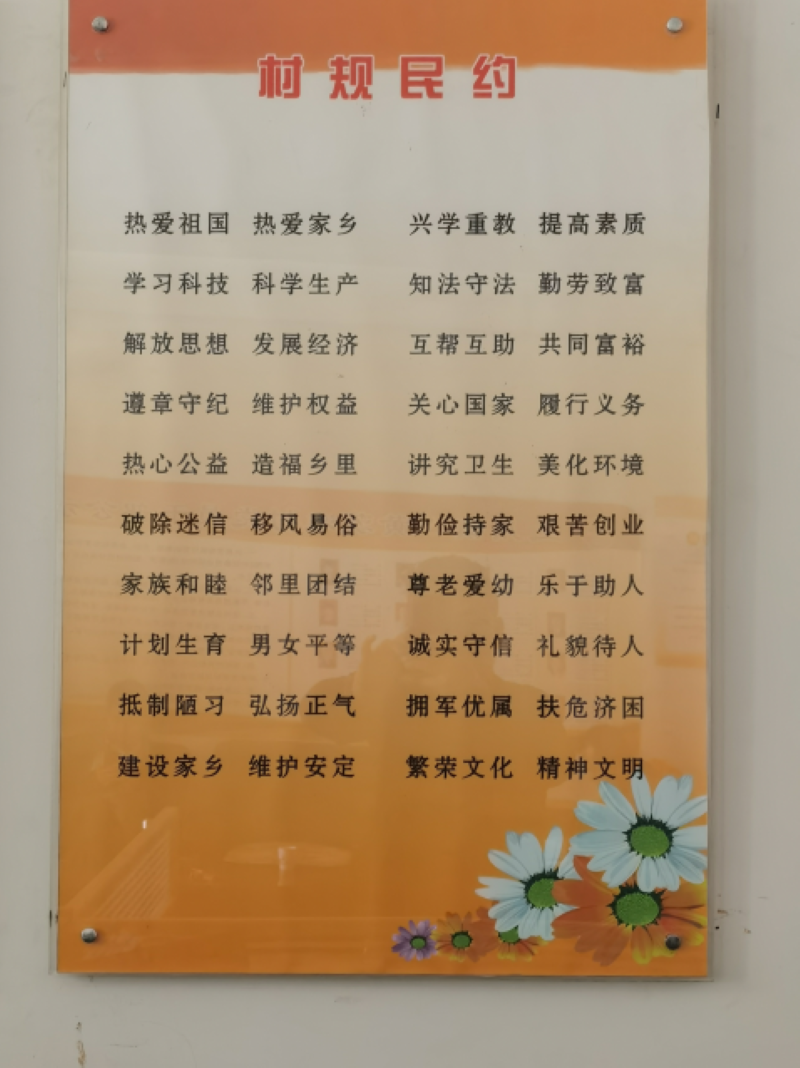 村规民约
热爱祖国 热爱家乡 兴学重教 提高素质
学习科技 科学生产 知法守法 勤劳致富
解放思想 发展经济 互帮互助 共同富裕
遵章守纪 维护权益 关心国家 履行义务
热心公益 造福乡里 讲究卫生 美化环境
破除迷信 移风易俗 勤俭持家 艰苦创业
家族和睦 邻里团结 尊老爱幼 乐于助人
计划生育 男女平等 诚实守信 礼貌待人
抵制陋习 弘扬正气 拥军优属 扶危济困
建设家乡 维护安定 繁荣文化 精神文明